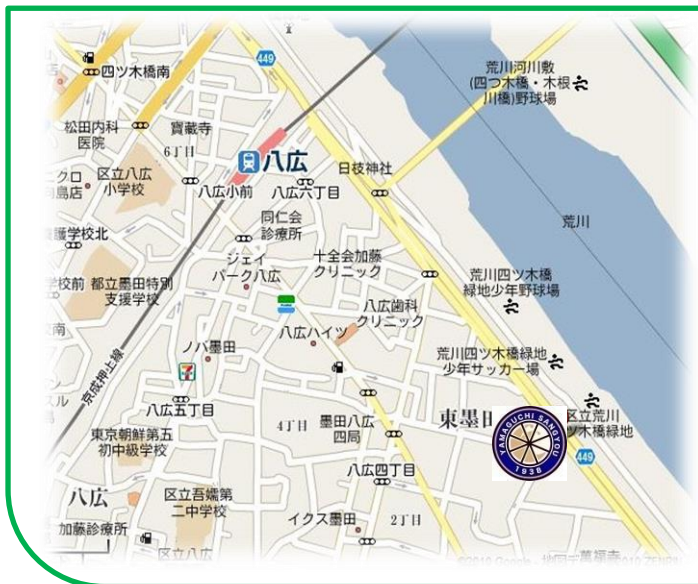 449
四ツ木橋南
荒川河川敷
(四つ木橋・木根
川橋)野球場
松田内科
医院
寶蔵寺
6丁目
八広
日枝神社
区立八広
小学校
八広小前
八広六丁目
同仁会
診療所
荒川
ジェイ
パーク八広
十全会加藤
クリニック
都立墨田特別
支援学校
荒川四ツ木橋
緑地少年野球場
八広歯科
クリニック
八広ハイツ
ノバ墨田
荒川四ツ木橋緑地
少年サッカー場
京成押上線
八広五丁目
4丁目
墨田八広
四局
東墨田
YAMAGUCHI SANGYOU
1938
区立荒川
ツ木橋緑地
449
東京朝鮮第五
初中級学校
八広四丁目
八広
区立吾嬬第
二中学校
イクス墨田
2丁目
加藤診療所
区立八広